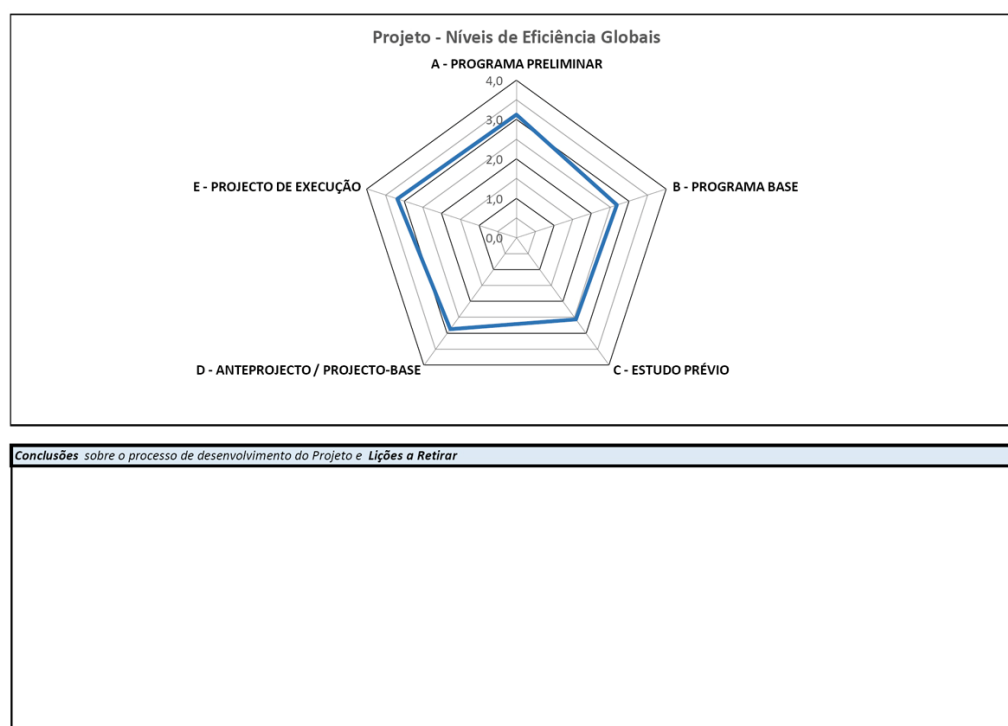 Projeto - Níveis de Eficiência Globais
A - PROGRAMA PRELIMINAR
4,0
3,0
2,0
1,0
0,0
E - PROJECTO DE EXECUÇÃO
B - PROGRAMA BASE
D - ANTEPROJECTO / PROJECTO-BASE
C - ESTUDO PRÉVIO
Conclusões sobre o processo de desenvolvimento do Projeto e Lições a Retirar